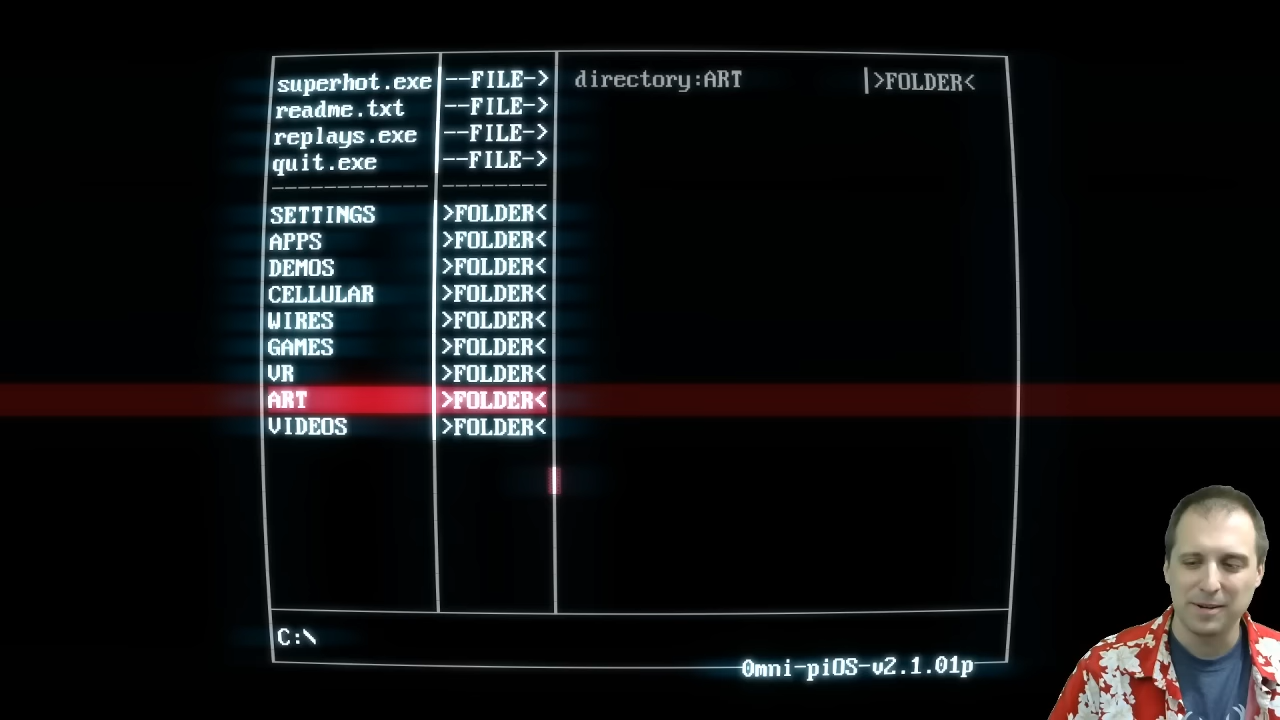 superhot.exe --FILE-> directory:ART |>FOLDER<
readme.txt --FILE->
replays.exe --FILE->
quit.exe --FILE->
------------ --------
SETTINGS >FOLDER<
APPS >FOLDER<
DEMOS >FOLDER<
CELLULAR >FOLDER<
WIRES >FOLDER<
GAMES >FOLDER<
VR >FOLDER<
ART >FOLDER<
VIDEOS >FOLDER<
C:\
Omni-piOS-v2.1.01p